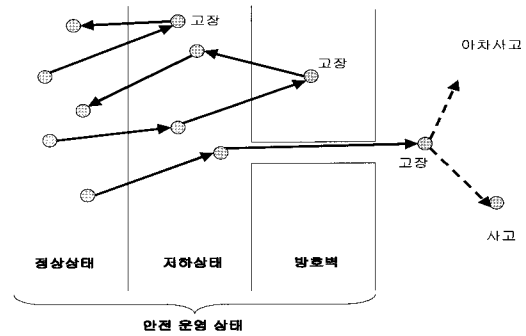 고장
고장
아차사고
고장
사고
정상상태
저하상태
방호벽
안전 운영 상태